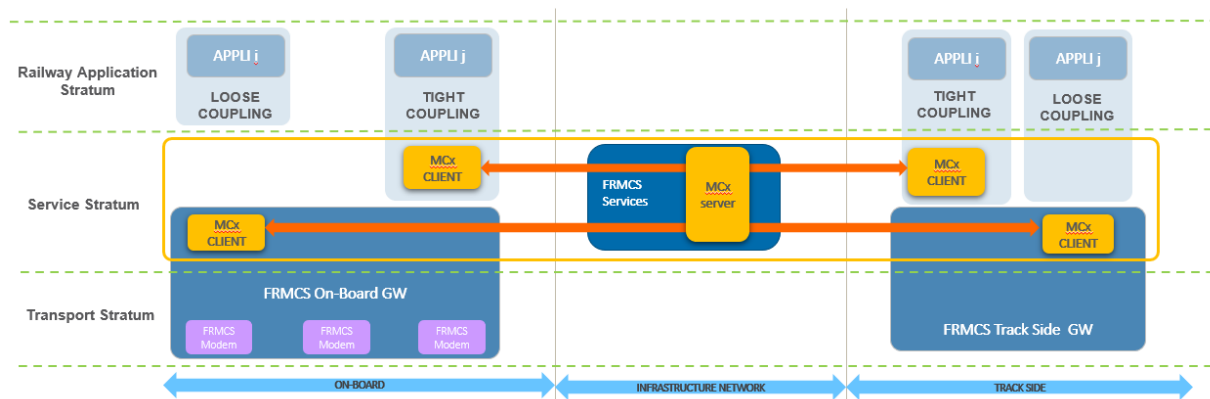 Railway Application
Stratum
APPLI i
LOOSE
COUPLING
APPLI j
TIGHT
COUPLING
APPLI i
TIGHT
COUPLING
APPLI j
LOOSE
COUPLING
Service Stratum
MCx
CLIENT
FRMCS
Services
MCx
server
MCx
CLIENT
MCx
CLIENT
MCx
CLIENT
Transport Stratum
FRMCS On-Board GW
FRMCS
Modem
FRMCS
Modem
FRMCS
Modem
FRMCS Track Side GW
ON-BOARD
INFRASTRUCTURE NETWORK
TRACK SIDE